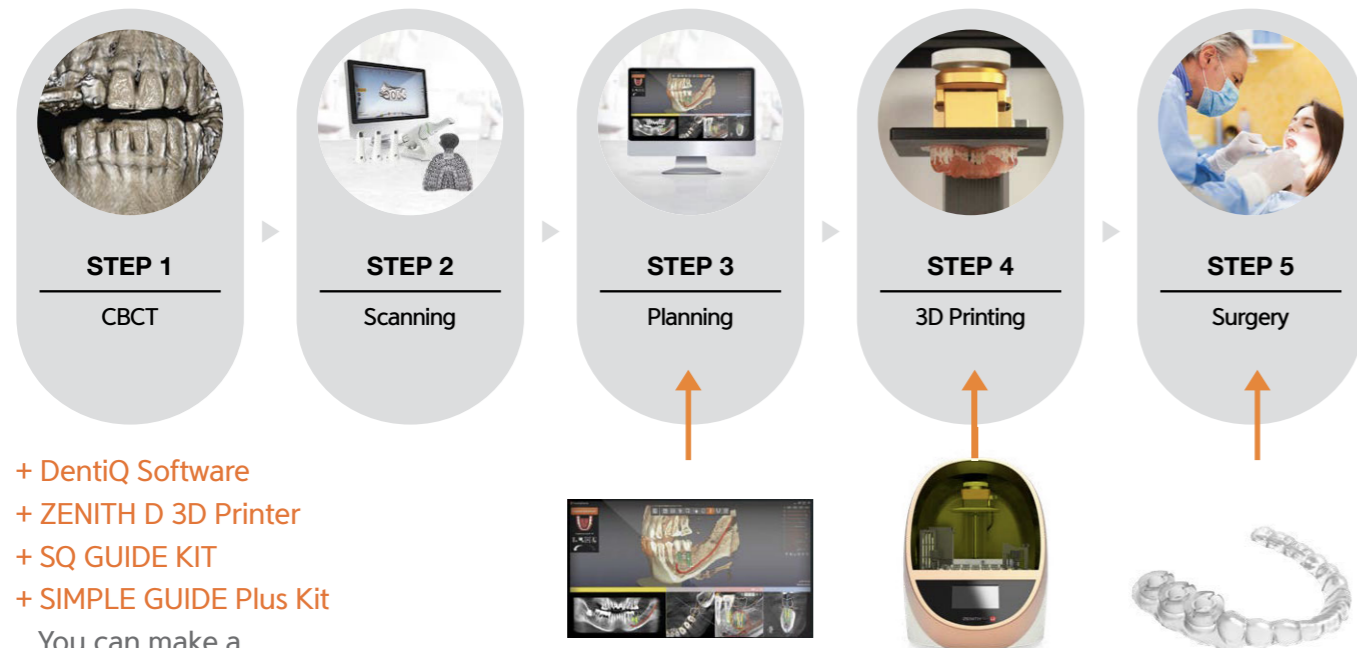 STEP 1
CBCT
STEP 2
Scanning
STEP 3
Planning
STEP 4
3D Printing
STEP 5
Surgery
+ DentiQ Software
+ ZENITH D 3D Printer
+ SQ GUIDE KIT
+ SIMPLE GUIDE Plus Kit
You can make a